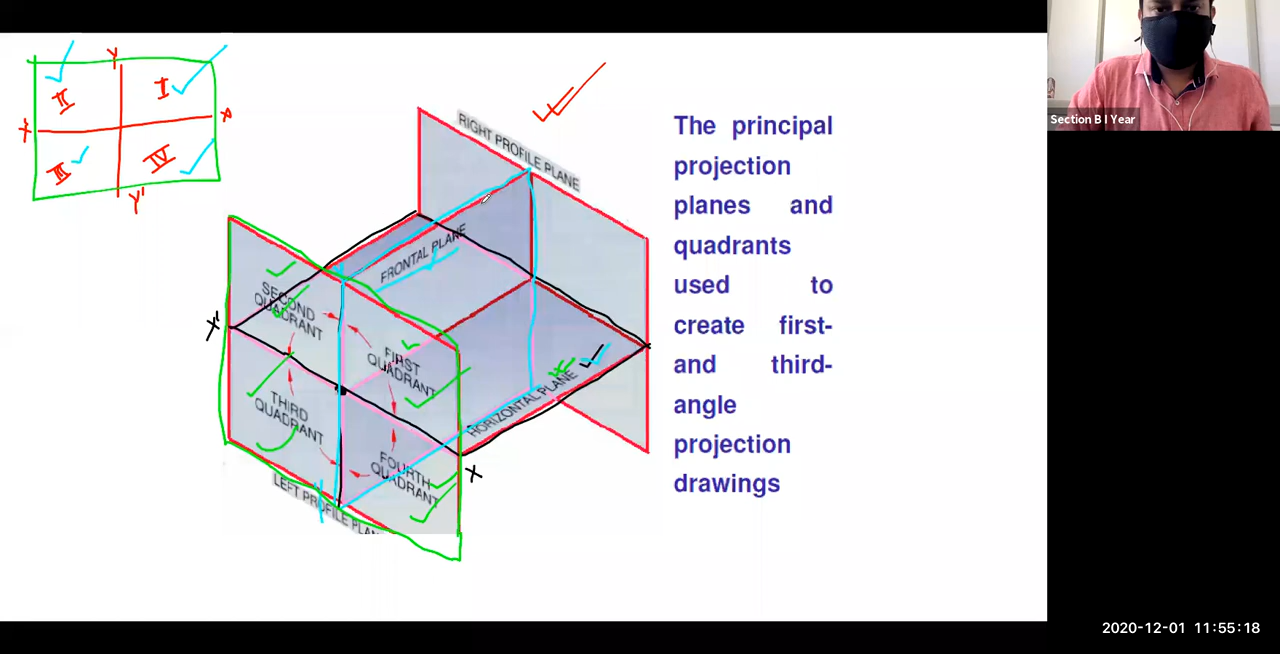 Y
II
I
X'
X
III
IV
Y'
RIGHT PROFILE PLANE
FRONTAL PLANE
SECOND
QUADRANT
FIRST
QUADRANT
THIRD
QUADRANT
FOURTH
QUADRANT
HORIZONTAL PLANE
LEFT PROFILE PLAN
X'
X
The principal
projection
planes and
quadrants
used to
create first-
and third-
angle
projection
drawings
Section B I Year
2020-12-01 11:55:18